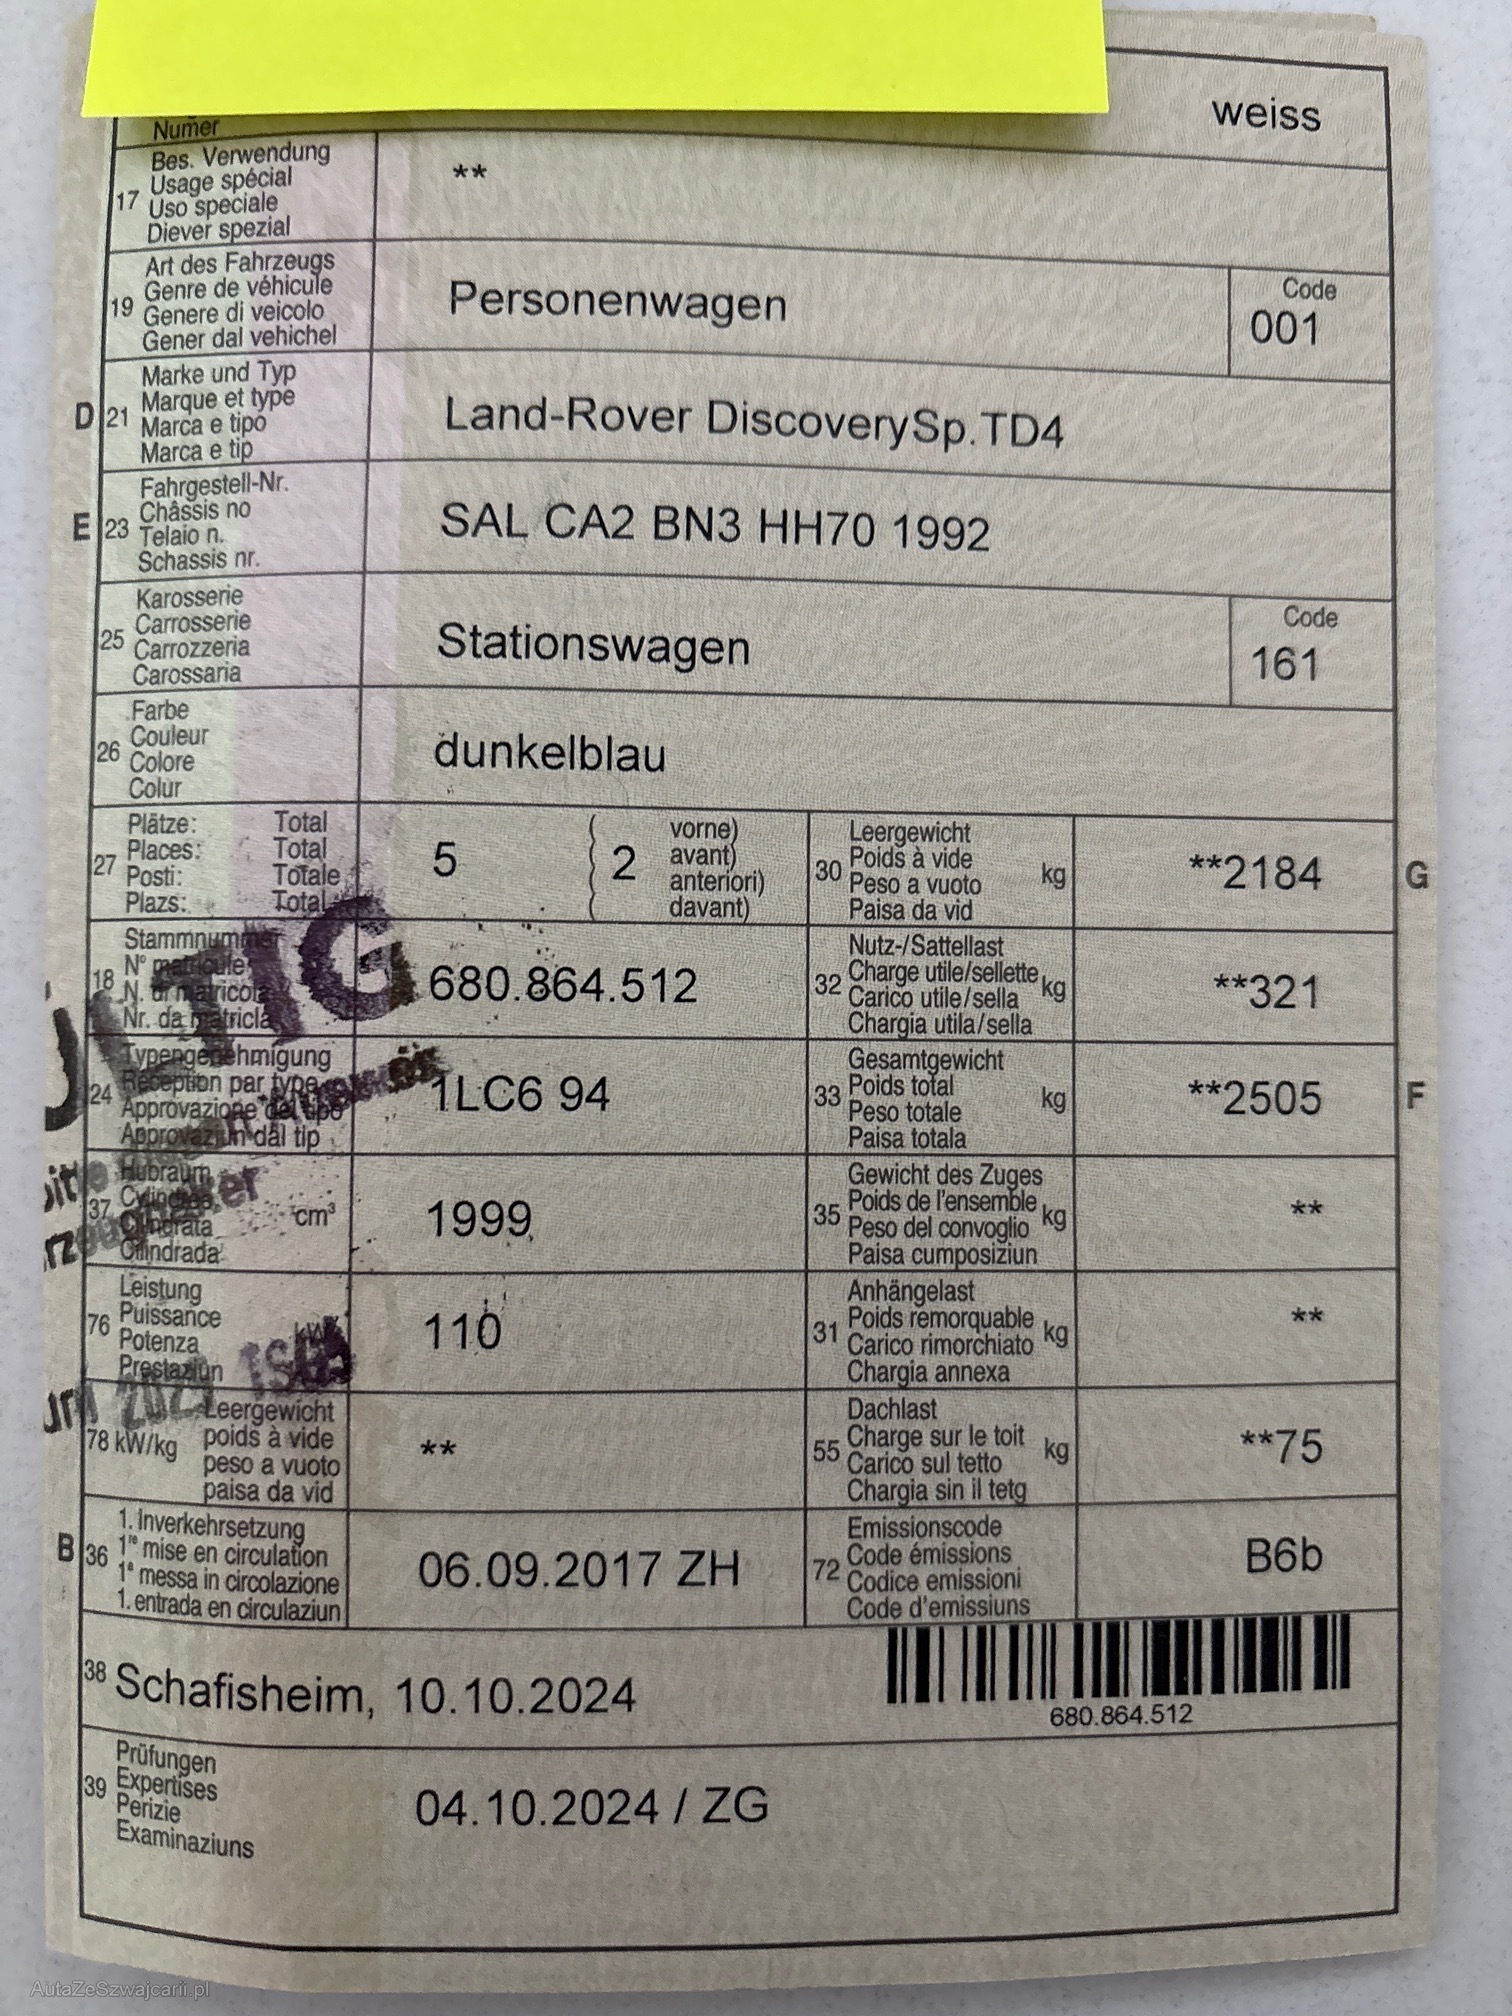 weiss
Numer
Bes. Verwendung
17 Usage spécial **
Uso speciale
Diever spezial
Art des Fahrzeugs
19 Genre de véhicule Personenwagen Code
Genere di veicolo 001
Gener dal vehichel
Marke und Typ
D 21 Marque et type Land-Rover DiscoverySp.TD4
Marca e tipo
Marca e tip
Fahrgestell-Nr.
E 23 Châssis no SAL CA2 BN3 HH70 1992
Telaio n.
Schassis nr.
Karosserie
25 Carrosserie Stationswagen Code
Carrozzeria 161
Carossaria
Farbe
26 Couleur dunkelblau
Colore
Colur
Plätze: Total vorne) Leergewicht
27 Places: Total 5 ( 2 avant) 30 Poids à vide kg **2184 G
Posti: Totale anteriori) Peso a vuoto
Plazs: Total davant) Paisa da vid
Stammnummer Nutz-/Sattellast
18 N° matricule 680.864.512 32 Charge utile/sellette kg **321
N. di matricola Carico utile/sella
Nr. da matricla Chargia utila/sella
Typengenehmigung Gesamtgewicht
24 Réception par type 1LC6 94 33 Poids total kg **2505 F
Approvazione del tipo Peso totale
Approvaziun dal tip Paisa totala
Hubraum Gewicht des Zuges
37 Cylindrée cm³ 1999 35 Poids de l'ensemble kg **
Cilindrata Peso del convoglio
Cilindrada Paisa cumposiziun
Leistung Anhängelast
76 Puissance kW 110 31 Poids remorquable kg **
Potenza Carico rimorchiato
Prestaziun Chargia annexa
Leergewicht Dachlast
78 kW/kg poids à vide ** 55 Charge sur le toit kg **75
peso a vuoto Carico sul tetto
paisa da vid Chargia sin il tetg
1. Inverkehrsetzung Emissionscode
B 36 1re mise en circulation 06.09.2017 ZH 72 Code émissions B6b
1a messa in circolazione Codice emissioni
1. entrada en circulaziun Code d'emissiuns
38 Schafisheim, 10.10.2024
680.864.512
Prüfungen
39 Expertises 04.10.2024 / ZG
Perizie
Examinaziuns
AutaZeSzwajcarii.pl